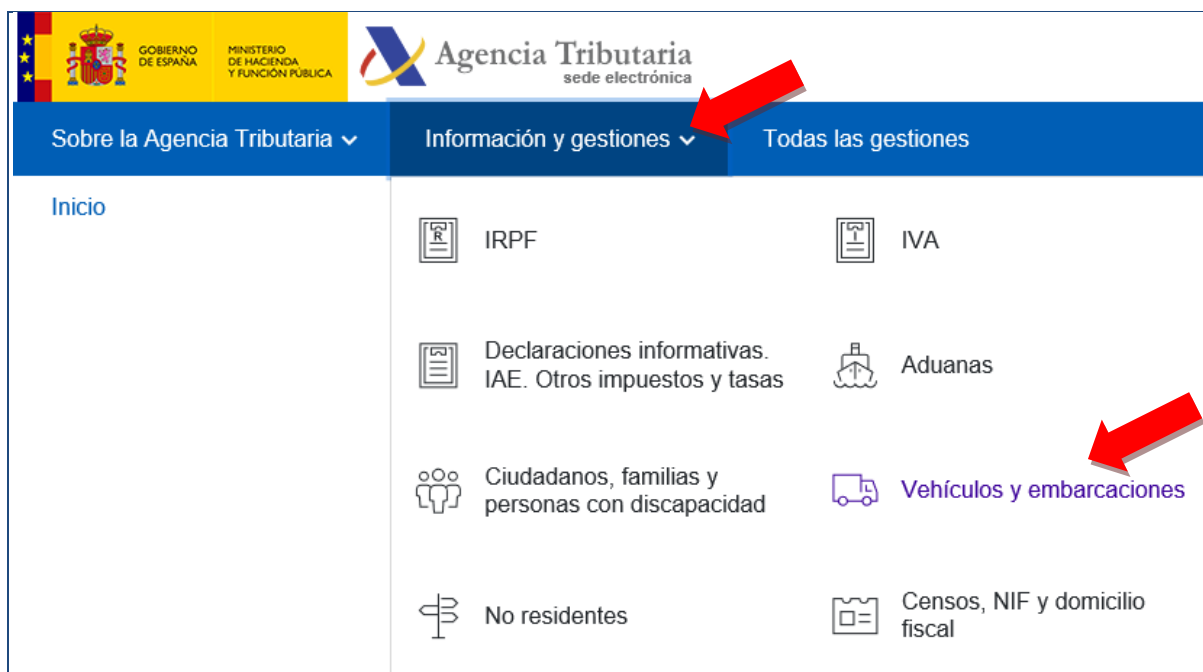 GOBIERNO
DE ESPAÑA
MINISTERIO
DE HACIENDA
Y FUNCIÓN PÚBLICA
Agencia Tributaria
sede electrónica
Sobre la Agencia Tributaria
Información y gestiones
Todas las gestiones
Inicio
IRPF
IVA
Declaraciones informativas.
IAE. Otros impuestos y tasas
Aduanas
Ciudadanos, familias y
personas con discapacidad
Vehículos y embarcaciones
No residentes
Censos, NIF y domicilio
fiscal